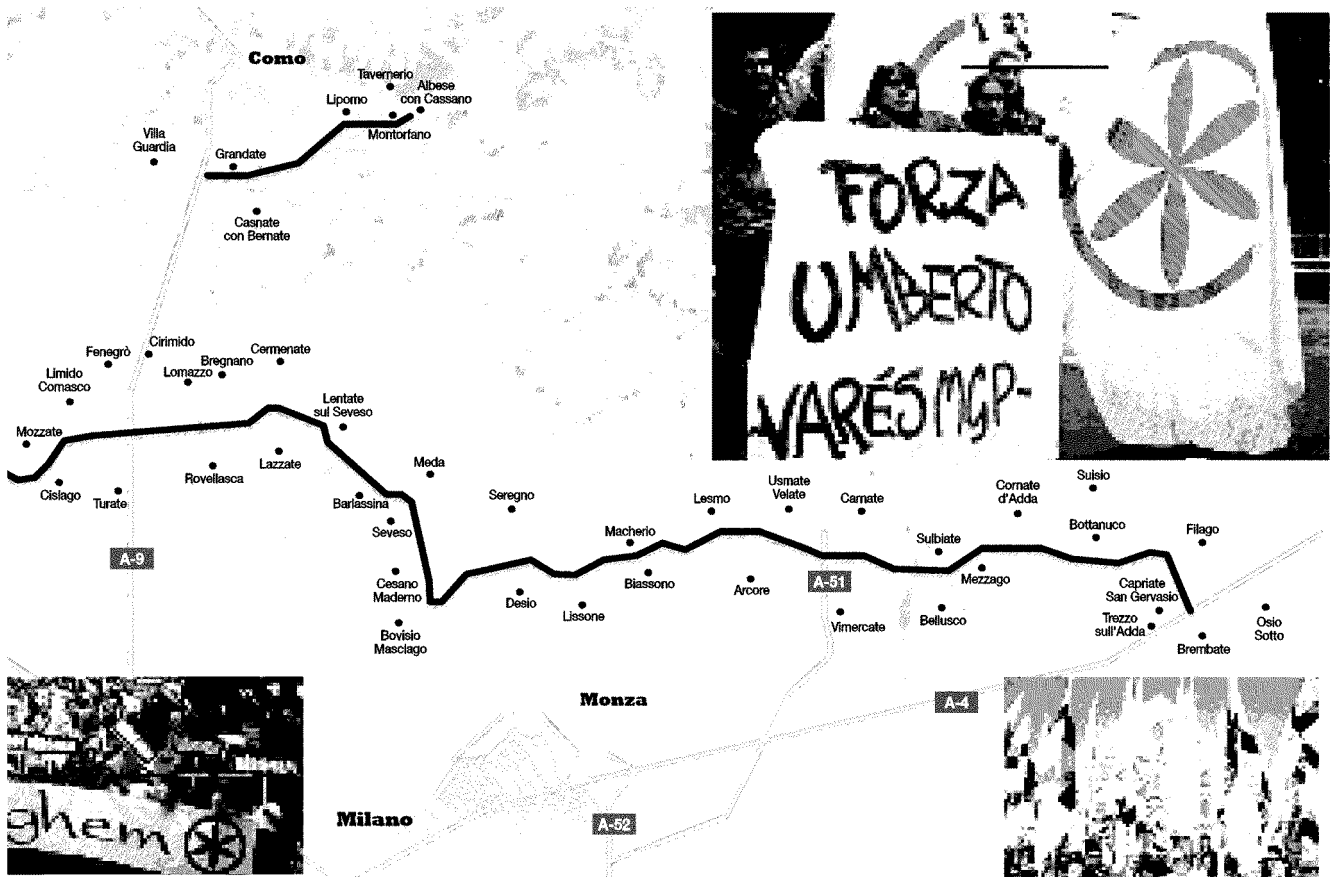 Como
Tavernerio
Albese
con Cassano
Lipomo
Montorfano
Villa
Guardia
Grandate
Casnate
con Bernate
FORZA
UMBERTO
VARÉS MGP-
Fenegrò
Cirimido
Limido
Comasco
Lomazzo
Bregnano
Cermenate
Lentate
sul Seveso
Mozzate
Cislago
Turate
Rovellasca
Lazzate
Barlassina
Meda
Seveso
Seregno
Macherio
Lesmo
Usmate
Velate
Carnate
Cornate
d'Adda
Suisio
Bottanuco
Filago
Sulbiate
A-9
Cesano
Maderno
Bovisio
Masciago
Desio
Lissone
Biassono
Arcore
A-51
Vimercate
Bellusco
Mezzago
Capriate
San Gervasio
Trezzo
sull'Adda
Brembate
Osio
Sotto
Monza
A-4
Milano
A-52
ghem